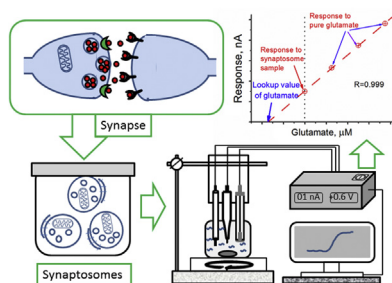 Response to
pure glutamate
Response to
synaptosome
sample
Lookup value
of glutamate
R=0.999
Response, nA
Glutamate, µM
Synapse
Synaptosomes
01 nA
+0.6 V